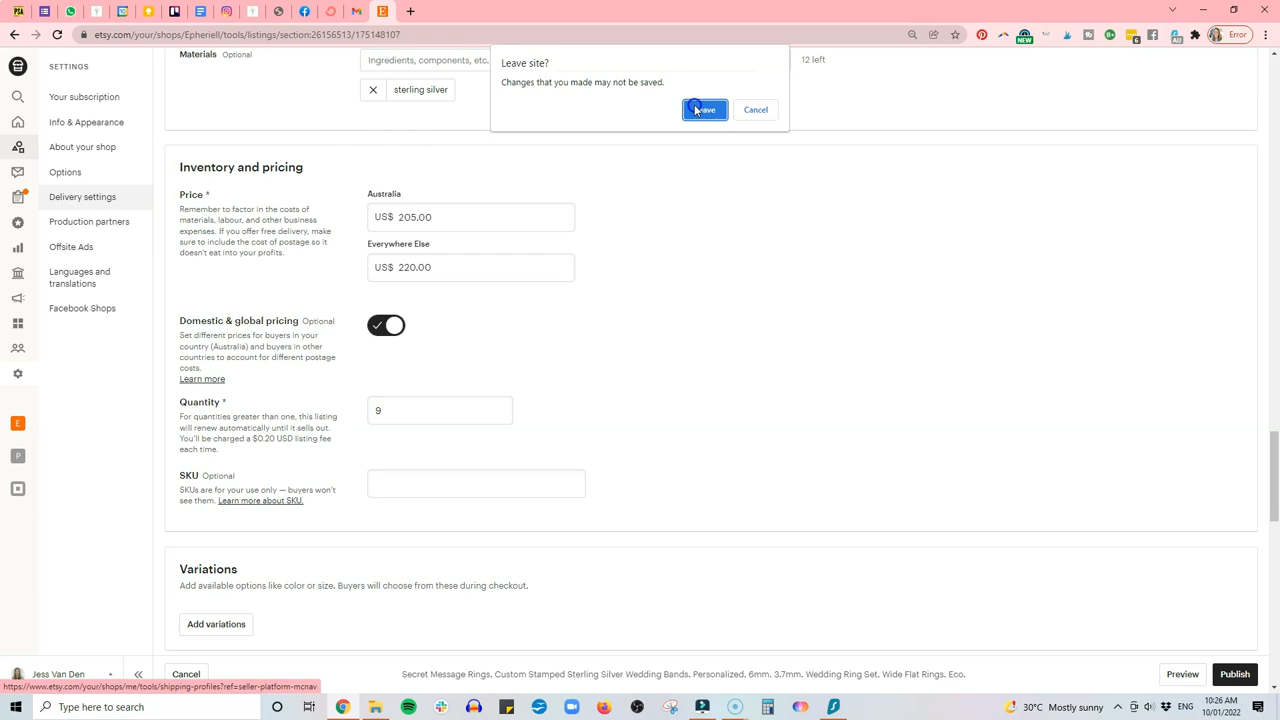 etsy.com/your/shops/Epheriell/tools/listings/section:26156513/175148107
Error
SETTINGS
Your subscription
Info & Appearance
About your shop
Options
Delivery settings
Production partners
Offsite Ads
Languages and
translations
Facebook Shops
Materials Optional
Ingredients, components, etc.
12 left
sterling silver
Leave site?
Changes that you made may not be saved.
Cancel
Inventory and pricing
Price *
Remember to factor in the costs of
materials, labour, and other business
expenses. If you offer free delivery, make
sure to include the cost of postage so it
doesn't eat into your profits.
Australia
US$ 205.00
Everywhere Else
US$ 220.00
Domestic & global pricing Optional
Set different prices for buyers in your
country (Australia) and buyers in other
countries to account for different postage
costs.
Learn more
Quantity *
For quantities greater than one, this listing
will renew automatically until it sells out.
You'll be charged a $0.20 USD listing fee
each time.
9
SKU Optional
SKUs are for your use only — buyers won't
see them. Learn more about SKU.
Variations
Add available options like color or size. Buyers will choose from these during checkout.
Add variations
Jess Van Den
Cancel
Secret Message Rings. Custom Stamped Sterling Silver Wedding Bands. Personalized. 6mm. 3.7mm. Wedding Ring Set. Wide Flat Rings. Eco.
Preview
Publish
https://www.etsy.com/your/shops/me/tools/shipping-profiles?ref=seller-platform-mcnav
Type here to search
30°C Mostly sunny
ENG
10:26 AM
10/01/2022